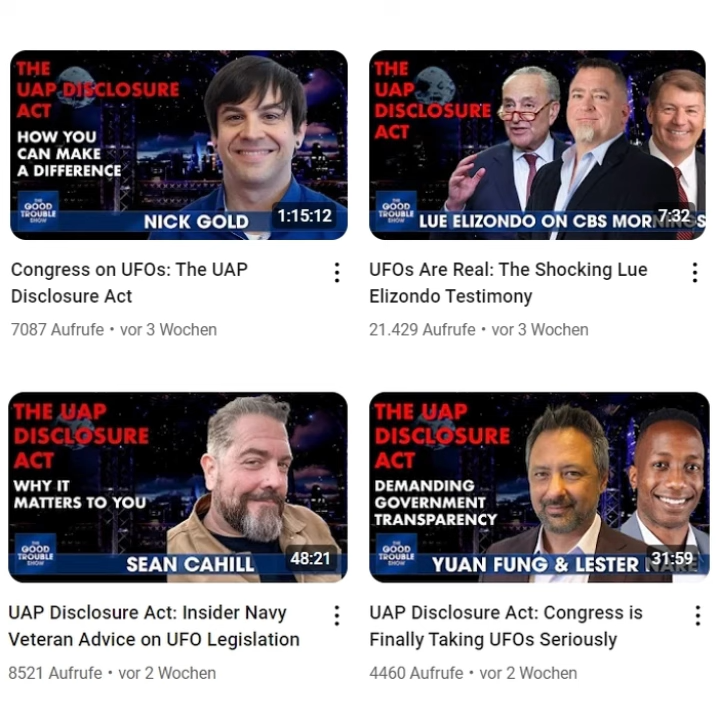 THE
UAP DISCLOSURE
ACT
HOW YOU
CAN MAKE
A DIFFERENCE
THE
GOOD
TROUBLE
SHOW
NICK GOLD
1:15:12
Congress on UFOs: The UAP
Disclosure Act
7087 Aufrufe • vor 3 Wochen
THE
UAP
DISCLOSURE
ACT
THE
GOOD
TROUBLE
SHOW
LUE ELIZONDO ON CBS MORNINGS
7:32
UFOs Are Real: The Shocking Lue
Elizondo Testimony
21.429 Aufrufe • vor 3 Wochen
THE UAP
DISCLOSURE
ACT
WHY IT
MATTERS TO YOU
THE
GOOD
TROUBLE
SHOW
SEAN CAHILL
48:21
UAP Disclosure Act: Insider Navy
Veteran Advice on UFO Legislation
8521 Aufrufe • vor 2 Wochen
THE UAP
DISCLOSURE
ACT
DEMANDING
GOVERNMENT
TRANSPARENCY
THE
GOOD
TROUBLE
SHOW
YUAN FUNG & LESTER NARE
31:59
UAP Disclosure Act: Congress is
Finally Taking UFOs Seriously
4460 Aufrufe • vor 2 Wochen